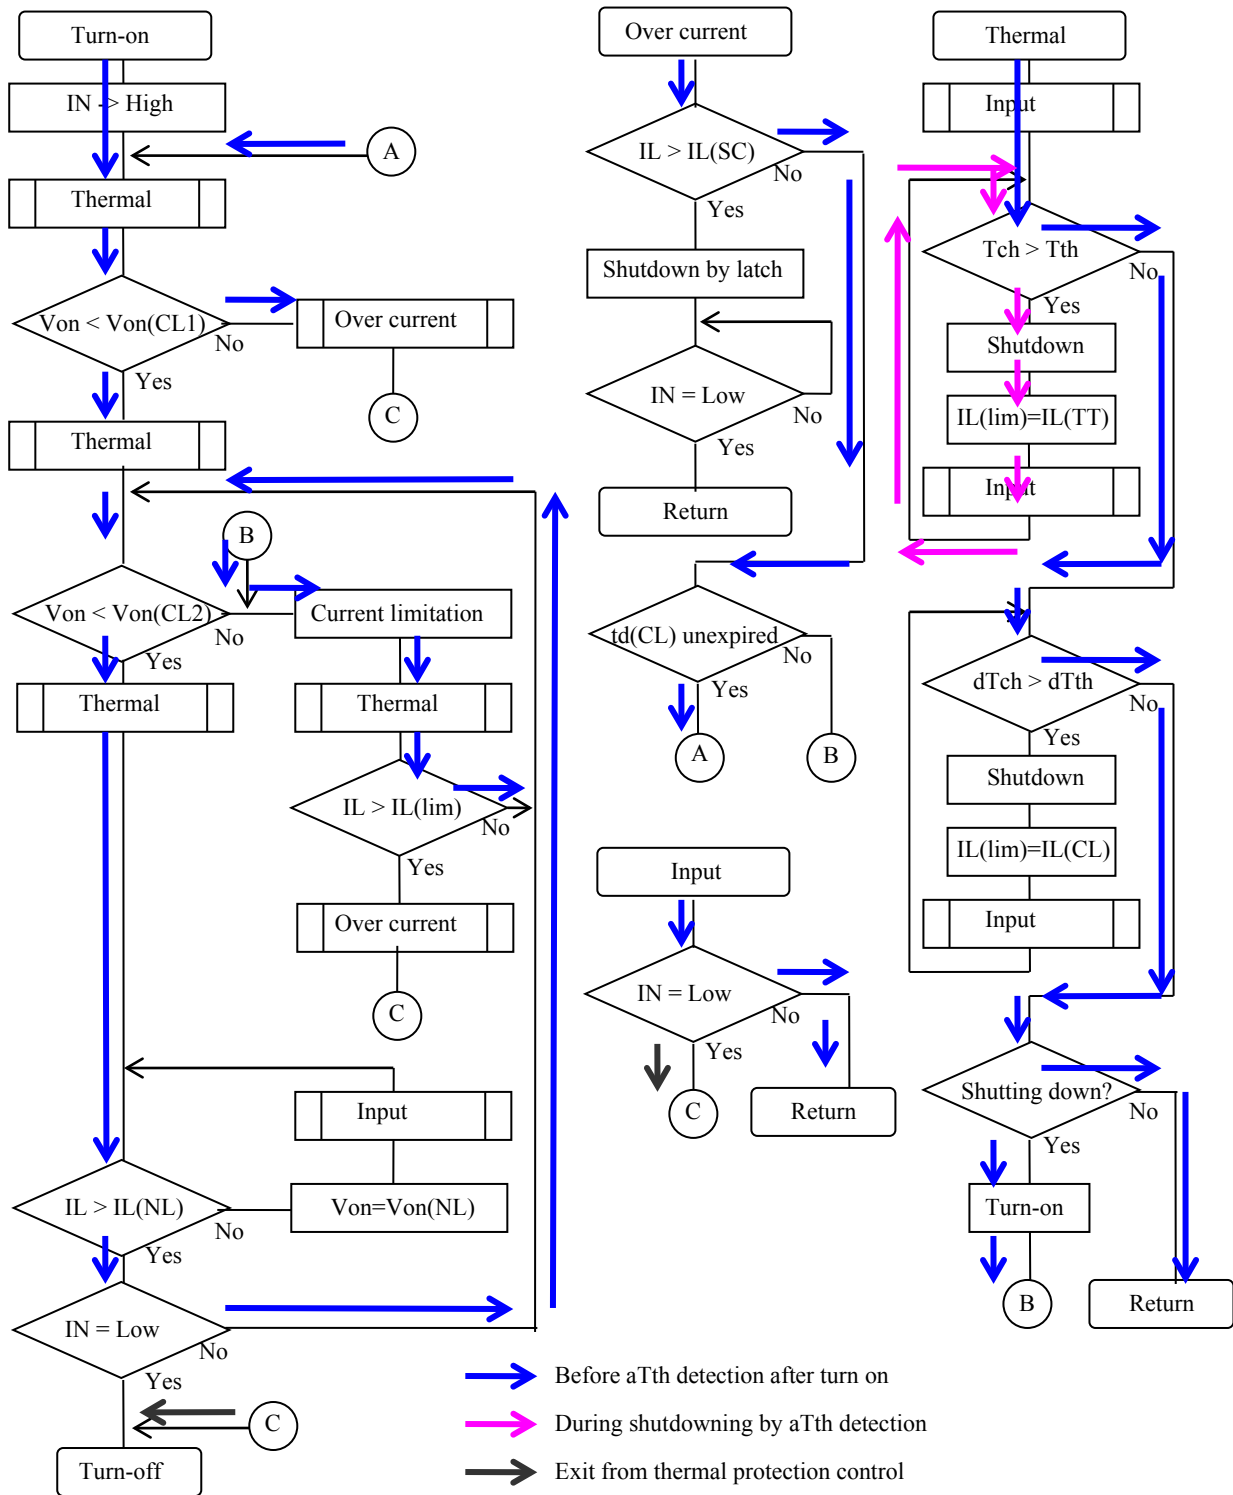 Turn-on
IN -> High
A
Thermal
Von < Von(CL1)
No
Yes
Over current
C
Thermal
B
Von < Von(CL2)
No
Yes
Current limitation
Thermal
Thermal
IL > IL(lim)
No
Yes
Over current
C
Input
IL > IL(NL)
No
Yes
Von=Von(NL)
IN = Low
No
Yes
C
Turn-off
Over current
IL > IL(SC)
No
Yes
Shutdown by latch
IN = Low
No
Yes
Return
td(CL) unexpired
No
Yes
A
B
Input
IN = Low
No
Yes
C
Return
Thermal
Input
Tch > Tth
No
Yes
Shutdown
IL(lim)=IL(TT)
Input
dTch > dTth
No
Yes
Shutdown
IL(lim)=IL(CL)
Input
Shutting down?
No
Yes
Turn-on
B
Return
Before aTth detection after turn on
During shutdowning by aTth detection
Exit from thermal protection control